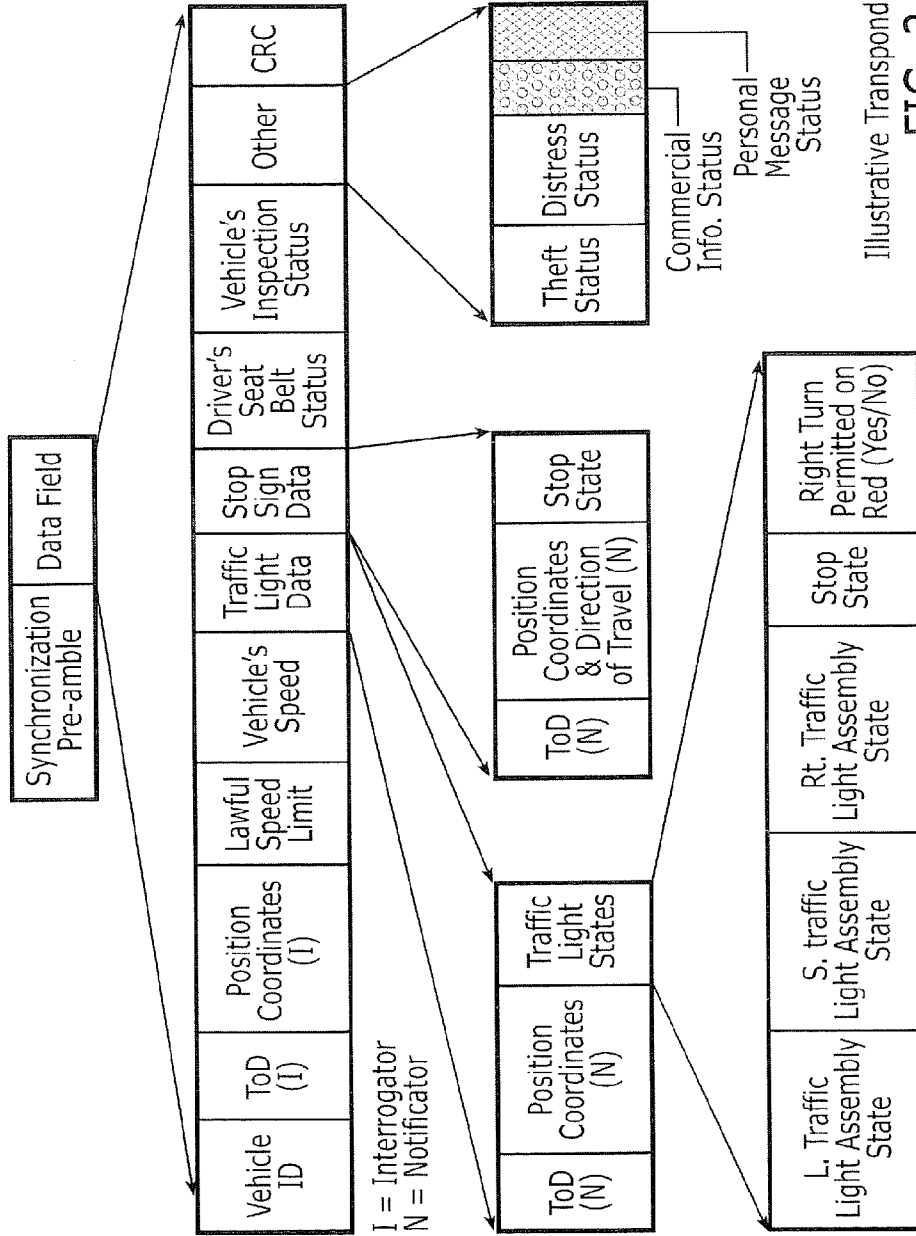 Synchronization
Pre-amble
Data Field
Vehicle
ID
ToD
(I)
Position
Coordinates
(I)
Lawful
Speed
Limit
Vehicle's
Speed
Traffic
Light
Data
Stop
Sign
Data
Driver's
Seat
Belt
Status
Vehicle's
Inspection
Status
Other
CRC
I = Interrogator
N = Notificator
ToD
(N)
Position
Coordinates
(N)
Traffic
Light
States
ToD
(N)
Position
Coordinates
& Direction
of Travel (N)
Stop
State
Theft
Status
Distress
Status
Commercial
Info. Status
Personal
Message
Status
L. Traffic
Light Assembly
State
S. traffic
Light Assembly
State
Rt. Traffic
Light Assembly
State
Stop
State
Right Turn
Permitted on
Red (Yes/No)
Illustrative Transpond